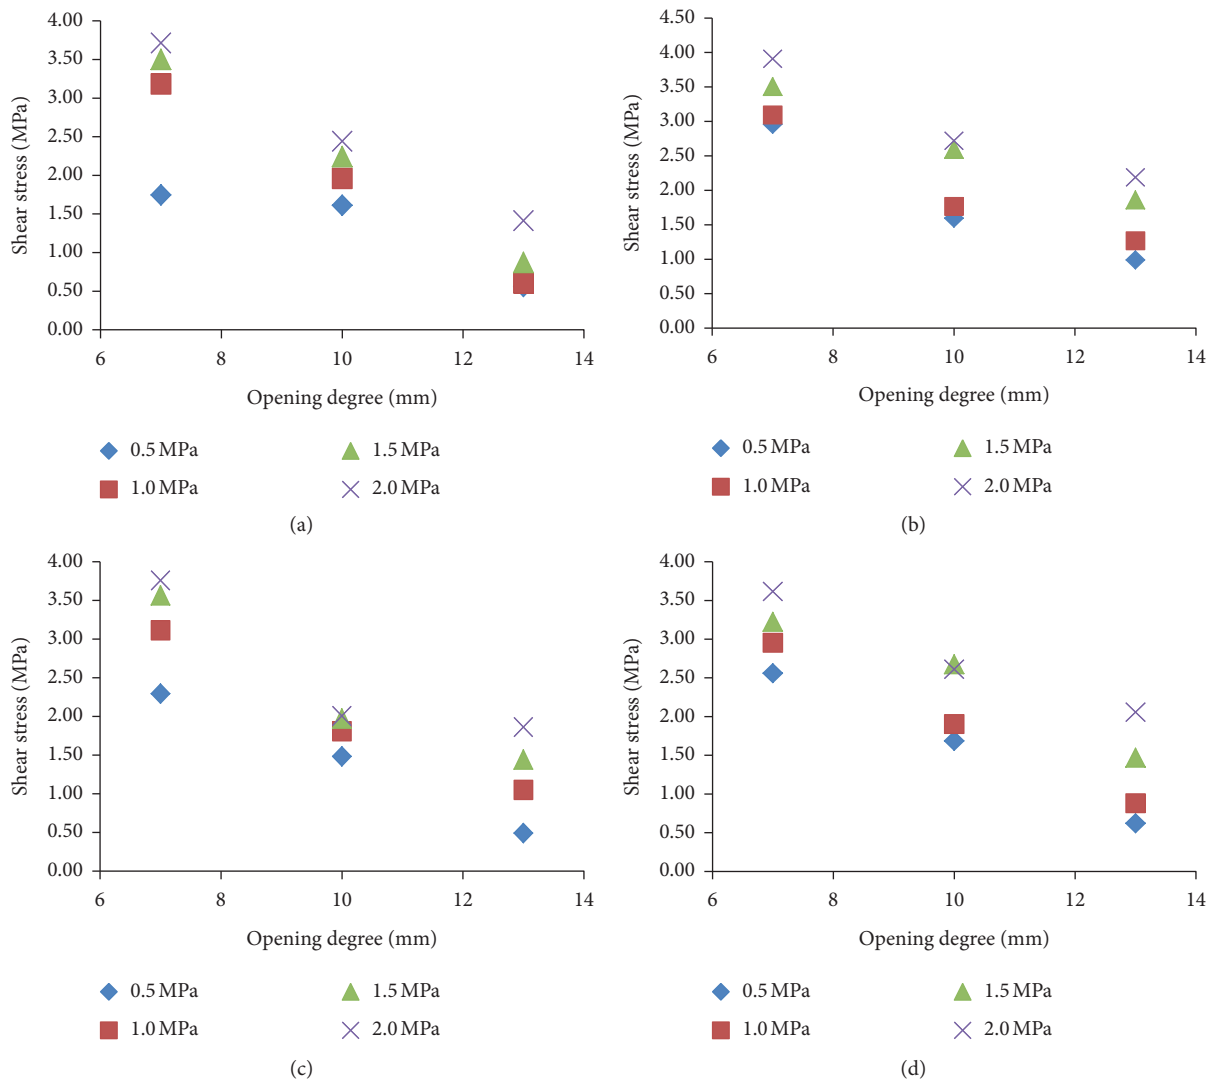 4.00
3.50
3.00
2.50
2.00
1.50
1.00
0.50
0.00
Shear stress (MPa)
6 8 10 12 14
Opening degree (mm)
0.5 MPa 1.5 MPa
1.0 MPa 2.0 MPa
(a)
4.50
4.00
3.50
3.00
2.50
2.00
1.50
1.00
0.50
0.00
Shear stress (MPa)
6 8 10 12 14
Opening degree (mm)
0.5 MPa 1.5 MPa
1.0 MPa 2.0 MPa
(b)
4.00
3.50
3.00
2.50
2.00
1.50
1.00
0.50
0.00
Shear stress (MPa)
6 8 10 12 14
Opening degree (mm)
0.5 MPa 1.5 MPa
1.0 MPa 2.0 MPa
(c)
4.00
3.50
3.00
2.50
2.00
1.50
1.00
0.50
0.00
Shear stress (MPa)
6 8 10 12 14
Opening degree (mm)
0.5 MPa 1.5 MPa
1.0 MPa 2.0 MPa
(d)